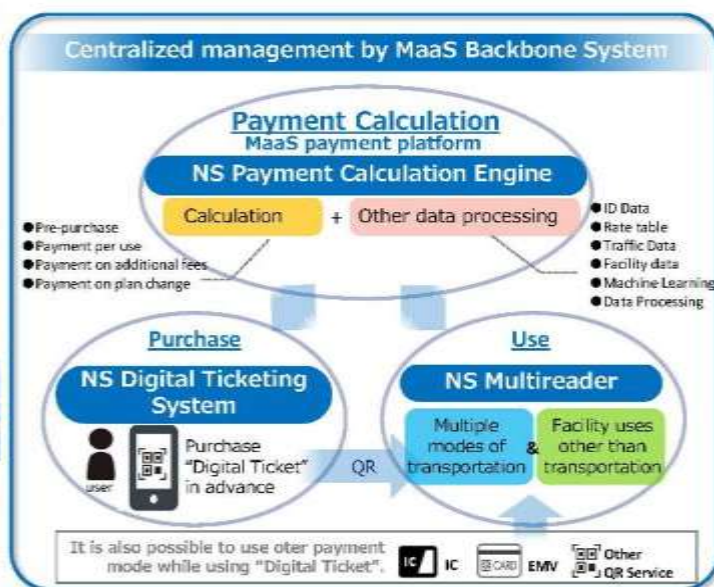 Centralized management by MaaS Backbone System
Payment Calculation
MaaS payment platform
NS Payment Calculation Engine
Calculation
+
Other data processing
●Pre-purchase
●Payment per use
●Payment on additional fees
●Payment on plan change
●ID Data
●Rate table
●Traffic Data
●Facility data
●Machine Learning
●Data Processing
Purchase
NS Digital Ticketing
System
user
Purchase
"Digital Ticket"
in advance
QR
Use
NS Multireader
Multiple
modes of
transportation
&
Facility uses
other than
transportation
It is also possible to use oter payment
mode while using "Digital Ticket".
IC
IC
CARD
EMV
Other
QR Service